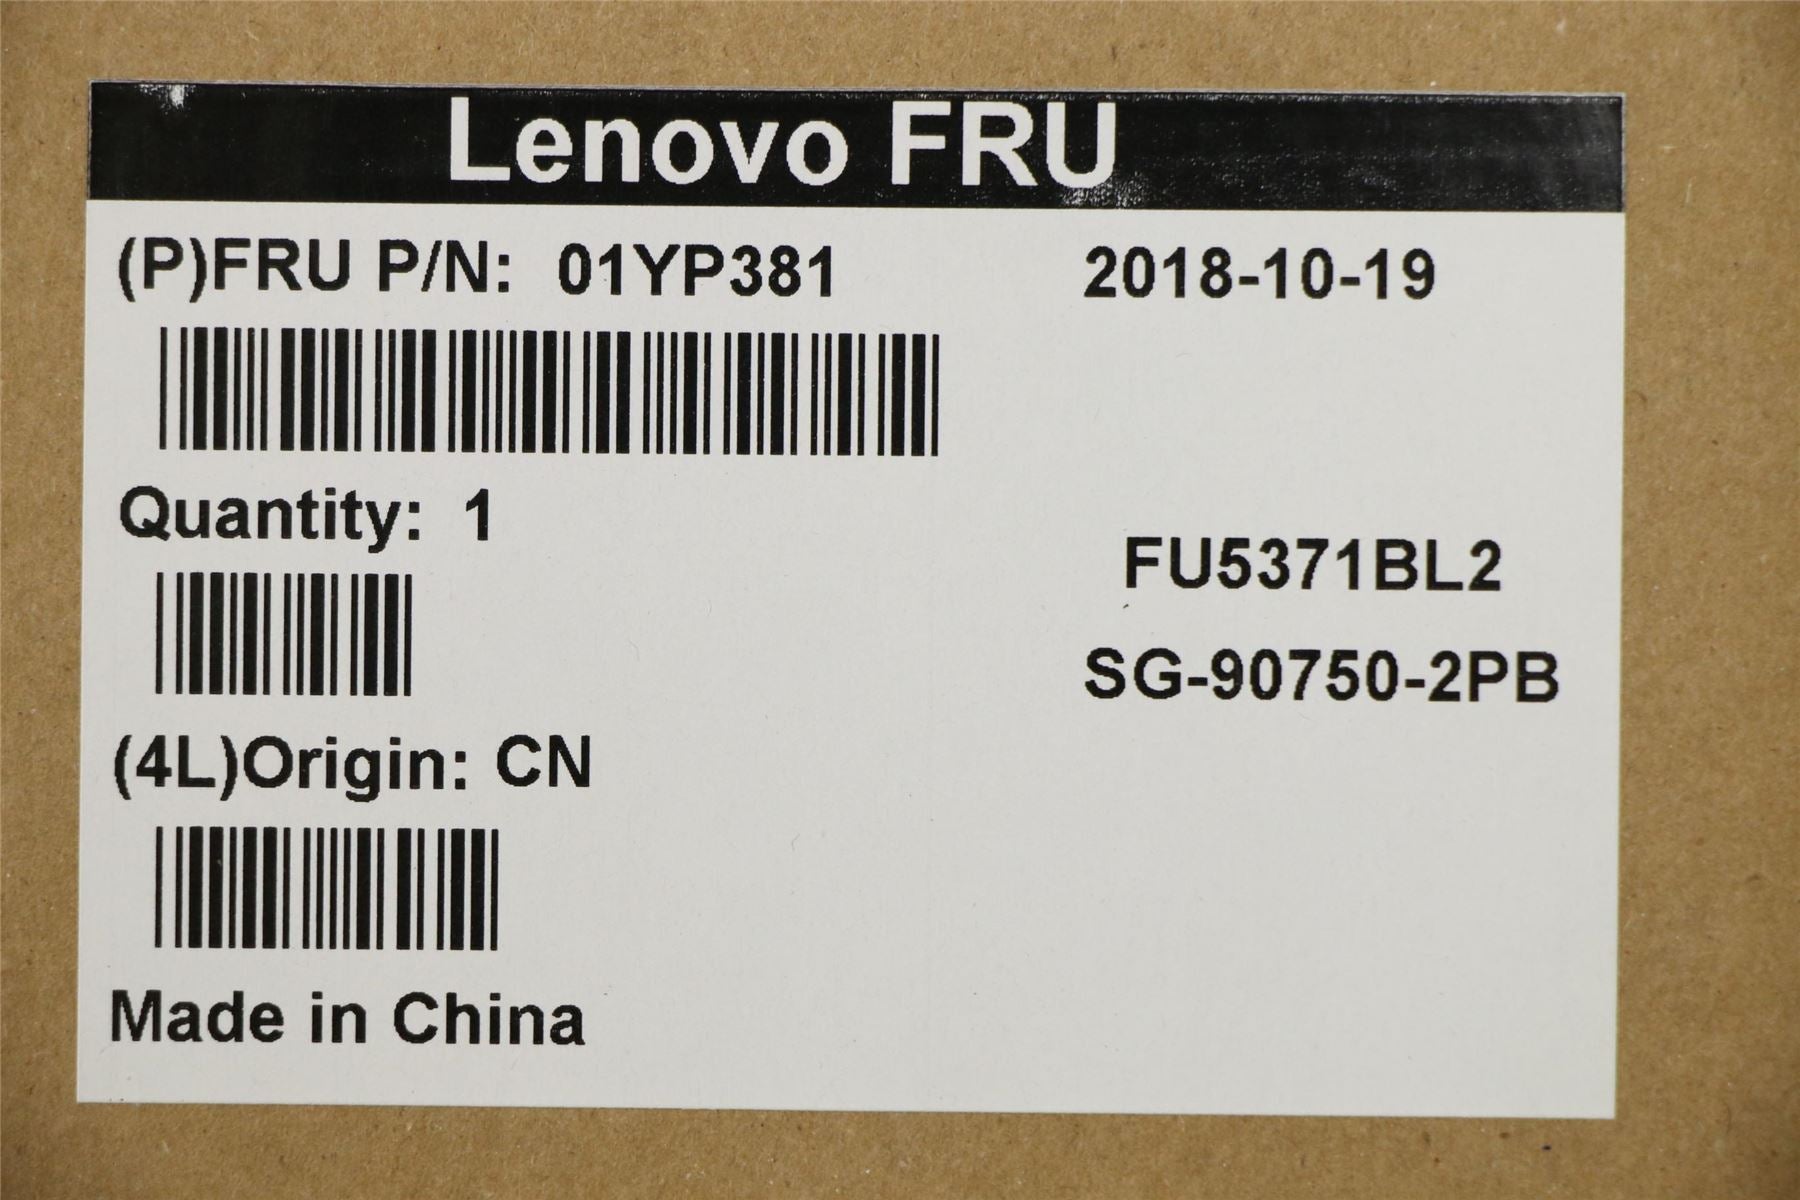 Lenovo FRU
(P)FRU P/N: 01YP381 2018-10-19
Quantity: 1
FU5371BL2
SG-90750-2PB
(4L)Origin: CN
Made in China